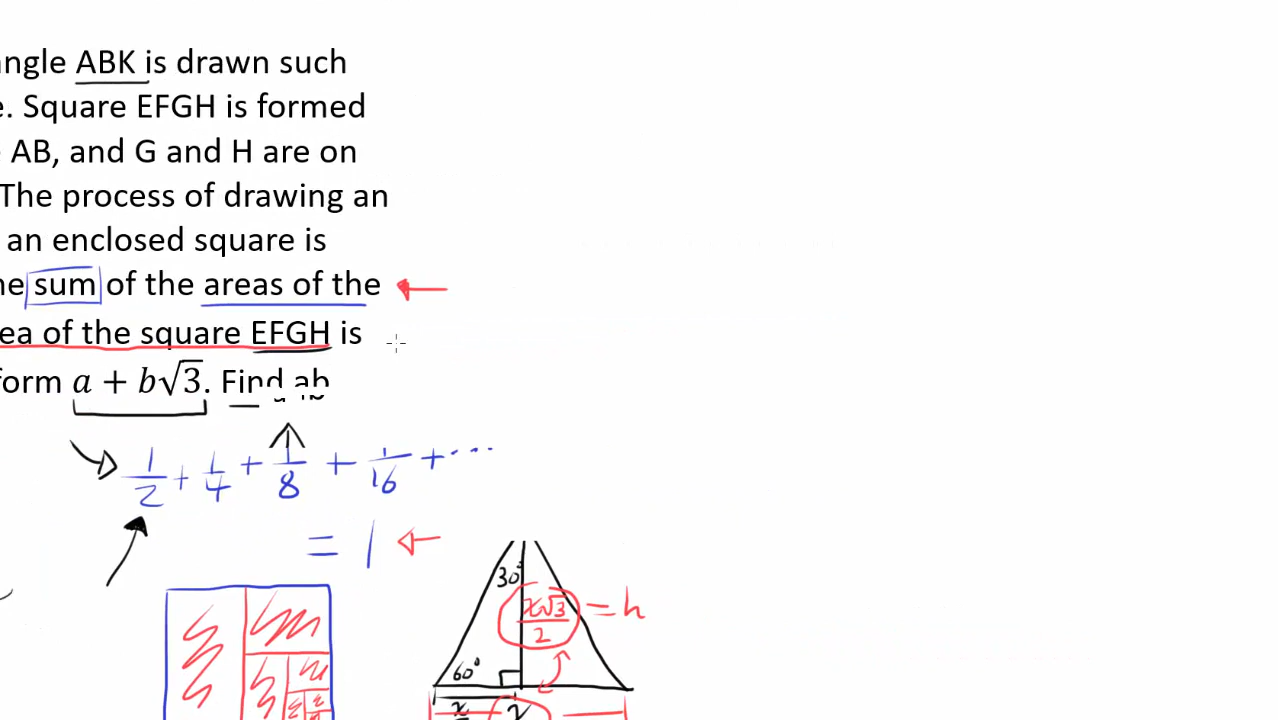 angle ABK is drawn such
e. Square EFGH is formed
AB, and G and H are on
The process of drawing an
an enclosed square is
he sum of the areas of the
ea of the square EFGH is
form a + b√3. Find ab
1/2 + 1/4 + 1/8 + 1/16 + ...
= 1
30°
x√3/2 = h
60°
x